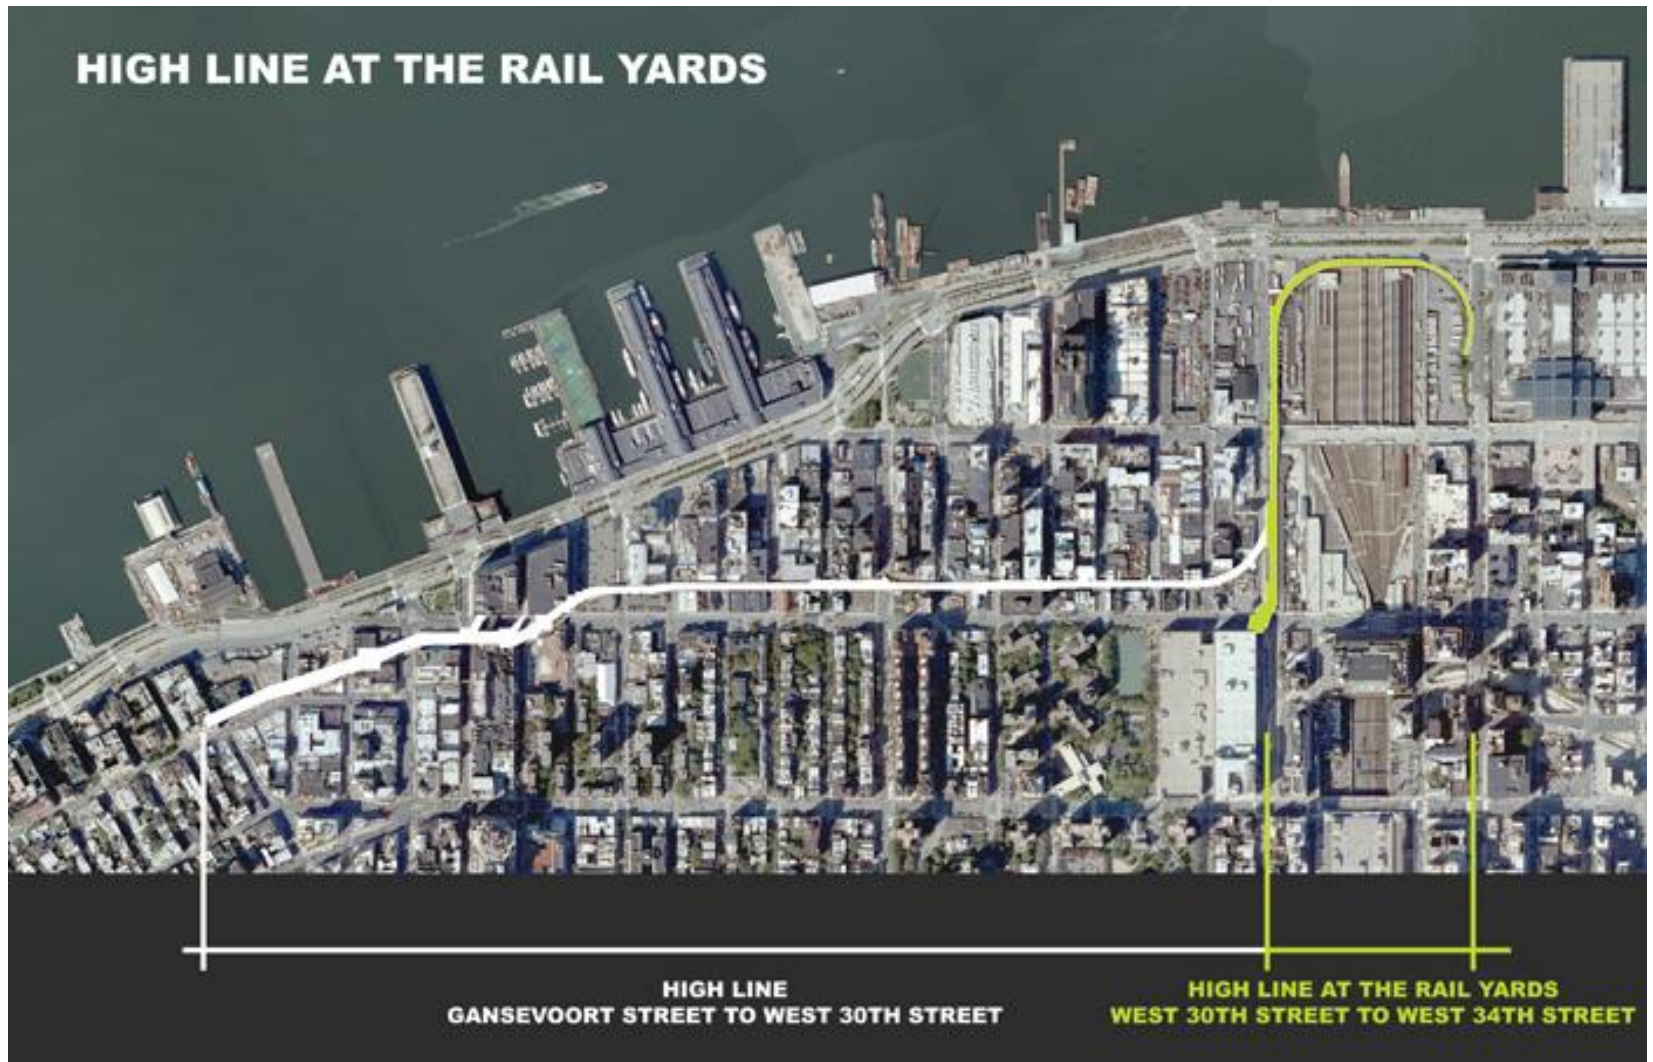 HIGH LINE AT THE RAIL YARDS
HIGH LINE
GANSEVOORT STREET TO WEST 30TH STREET
HIGH LINE AT THE RAIL YARDS
WEST 30TH STREET TO WEST 34TH STREET